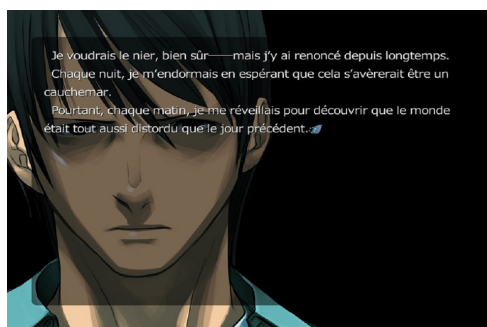 Je voudrais le nier, bien sûr――mais j'y ai renoncé depuis longtemps.
Chaque nuit, je m'endormais en espérant que cela s'avèrerait être un
cauchemar.
Pourtant, chaque matin, je me réveillais pour découvrir que le monde
était tout aussi distordu que le jour précédent.